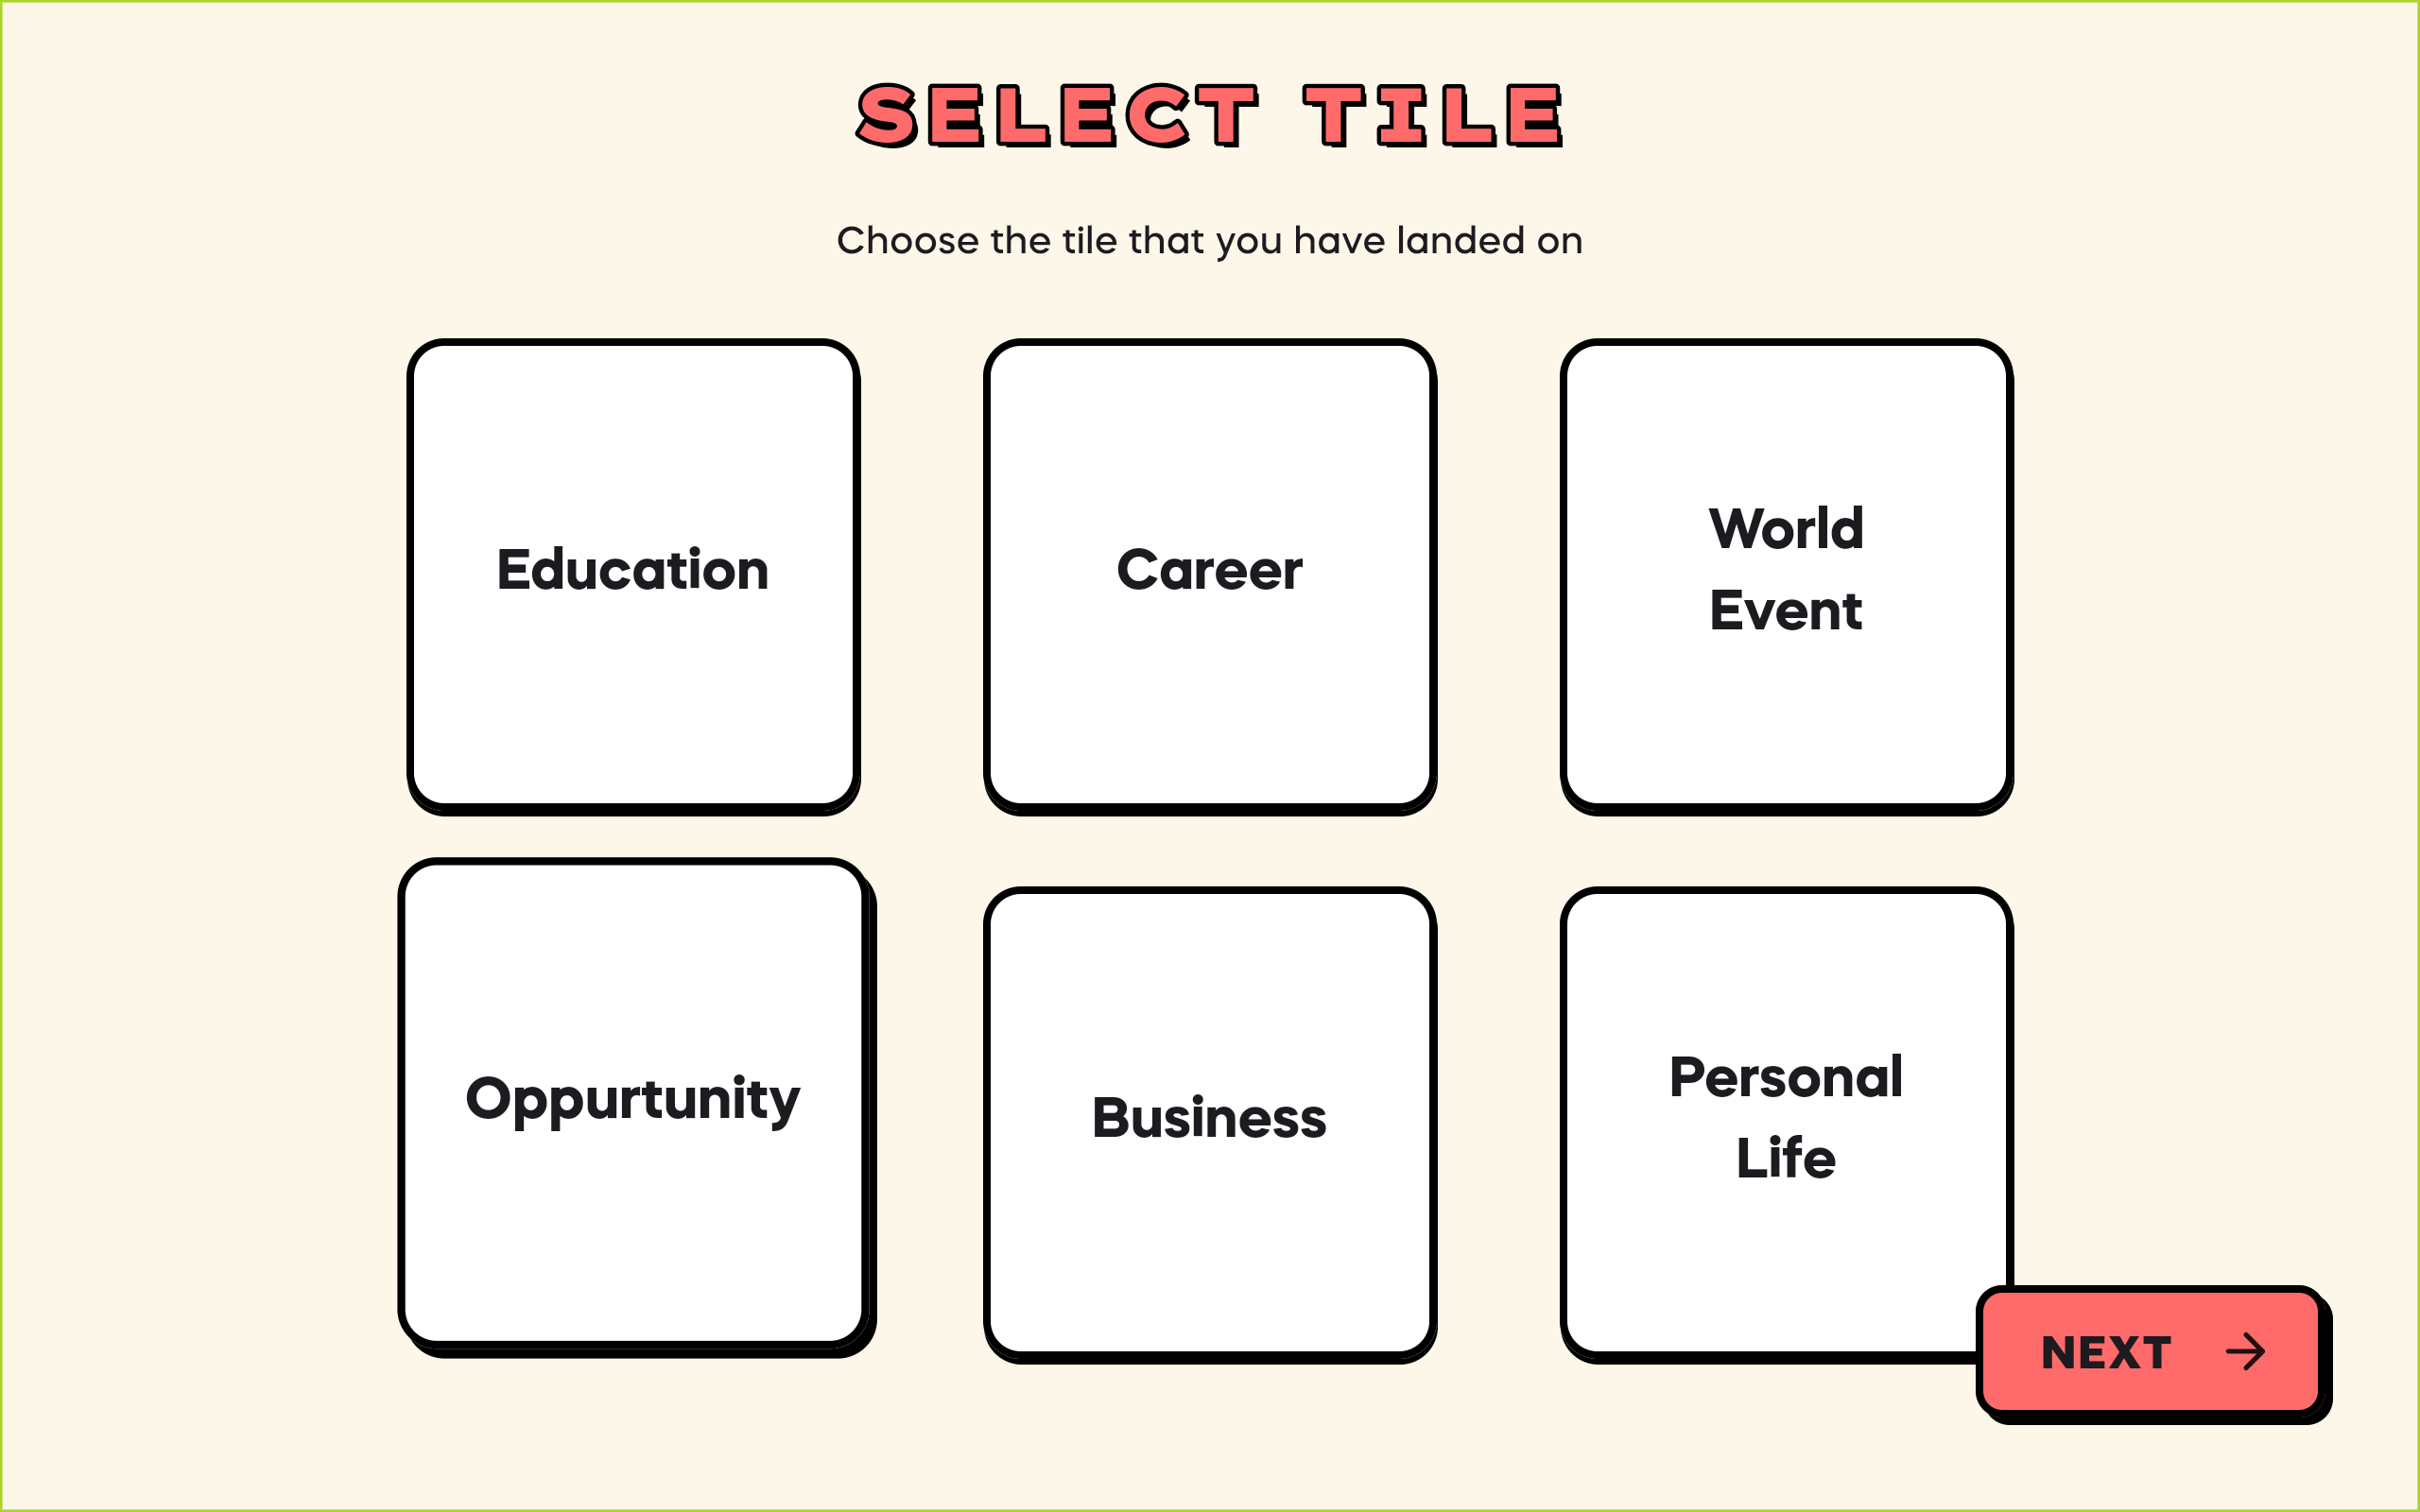 SELECT TILE
Choose the tile that you have landed on
Education
Career
World
Event
Oppurtunity
Business
Personal
Life
NEXT